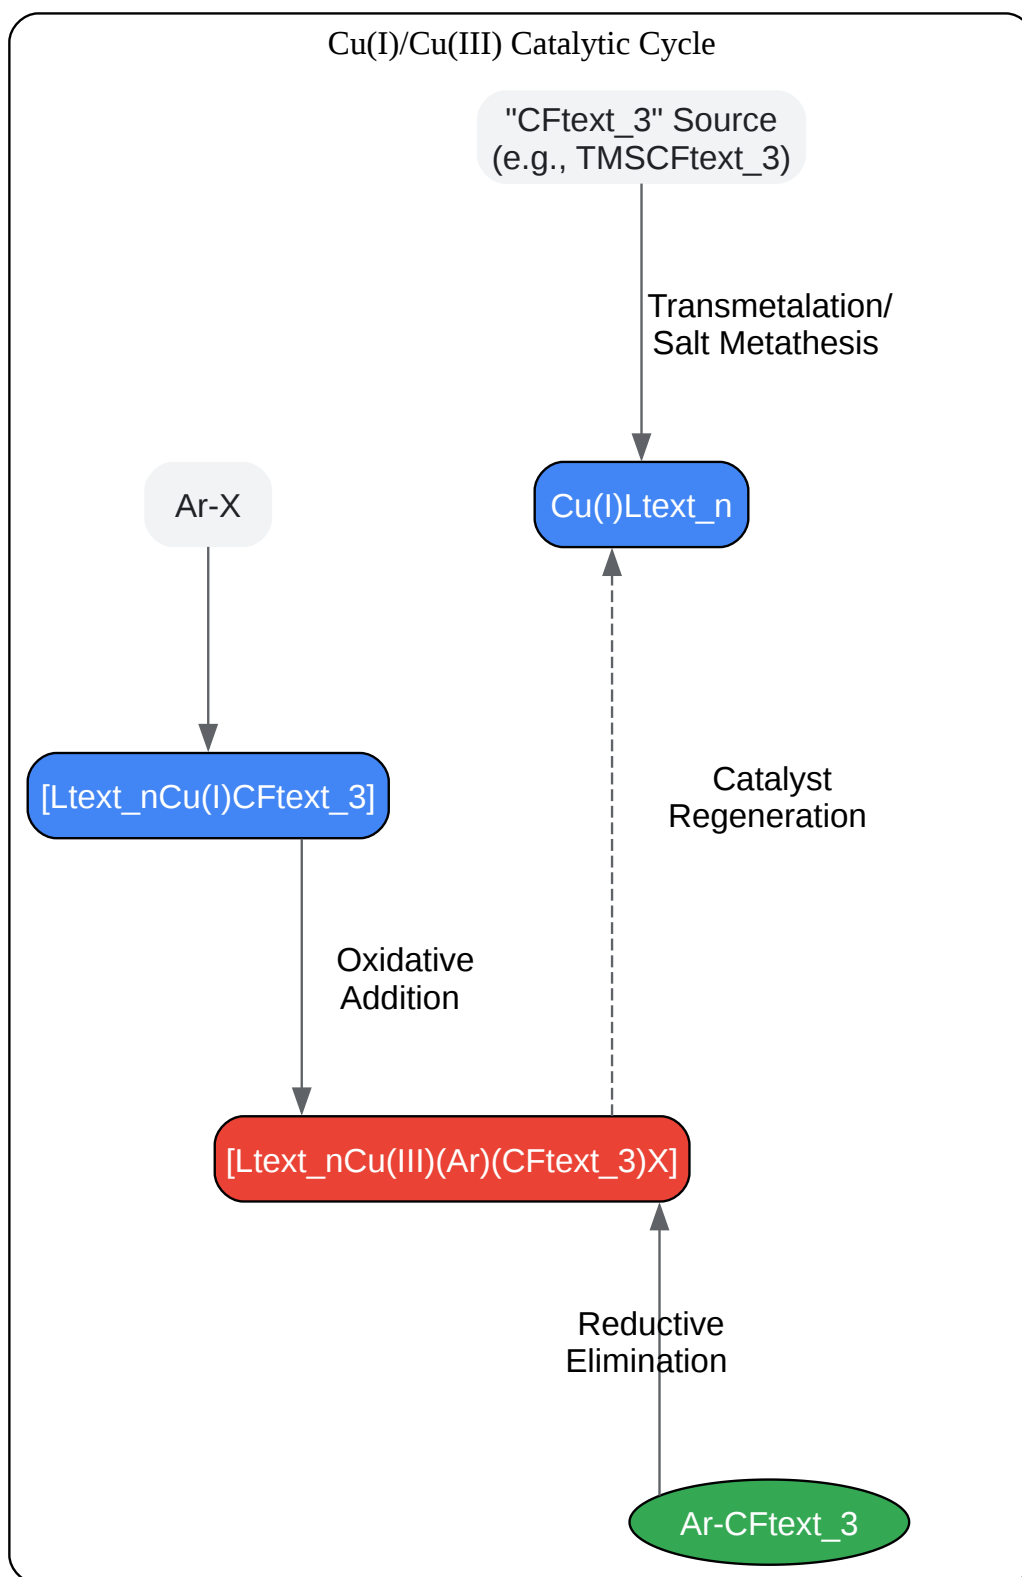 Cu(I)/Cu(III) Catalytic Cycle
"CFtext_3" Source
(e.g., TMSCFtext_3)
Transmetalation/
Salt Metathesis
Ar-X
Cu(I)Ltext_n
[Ltext_nCu(I)CFtext_3]
Catalyst
Regeneration
Oxidative
Addition
[Ltext_nCu(III)(Ar)(CFtext_3)X]
Reductive
Elimination
Ar-CFtext_3